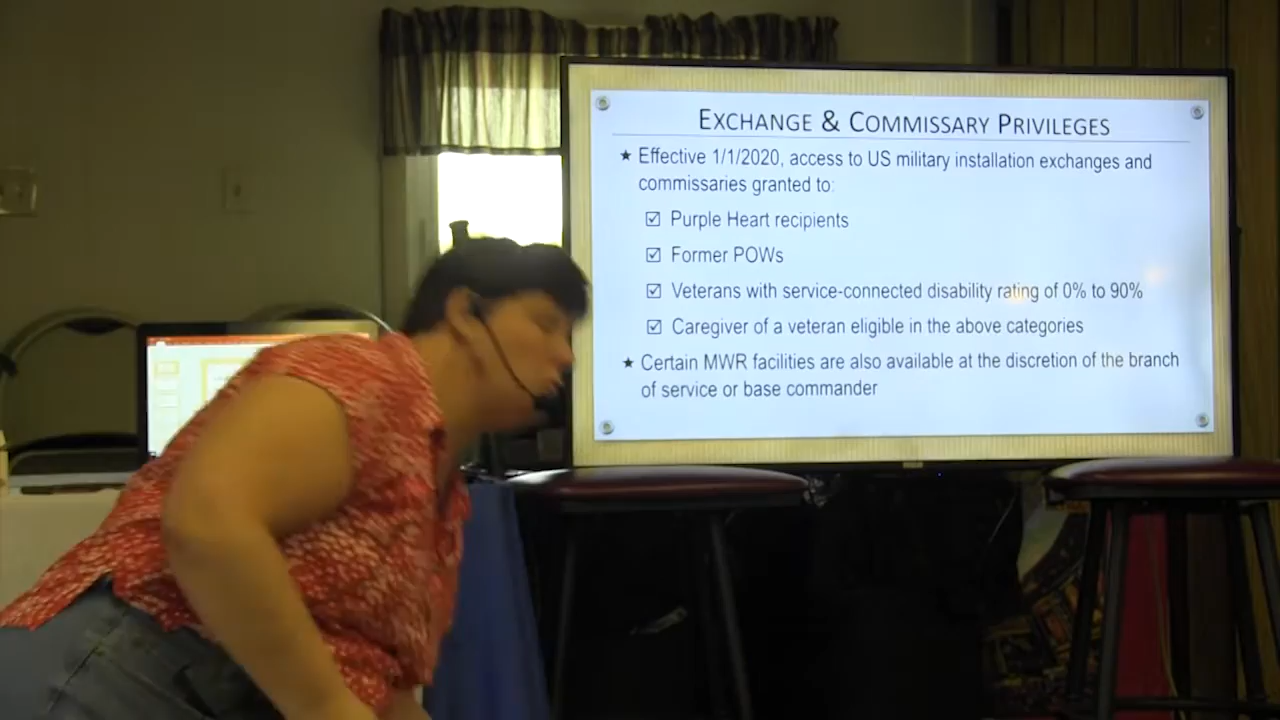 EXCHANGE & COMMISSARY PRIVILEGES
★ Effective 1/1/2020, access to US military installation exchanges and
commissaries granted to:
☑ Purple Heart recipients
☑ Former POWs
☑ Veterans with service-connected disability rating of 0% to 90%
☑ Caregiver of a veteran eligible in the above categories
★ Certain MWR facilities are also available at the discretion of the branch
of service or base commander